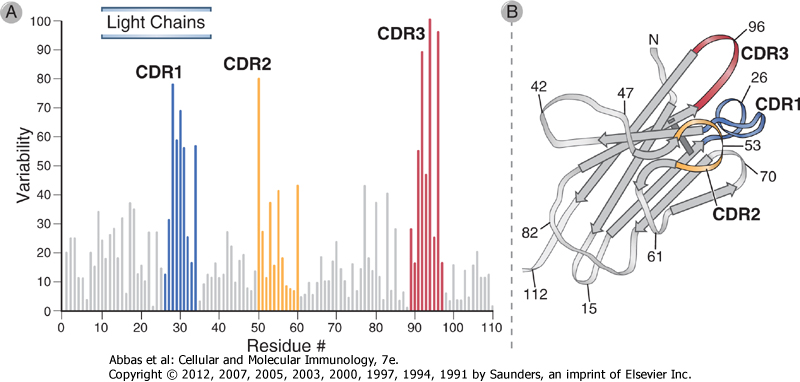 A
Light Chains
Variability
100
90
80
70
60
50
40
30
20
10
0
CDR1
CDR2
CDR3
0 10 20 30 40 50 60 70 80 90 100 110
Residue #
B
N
96
CDR3
26
CDR1
42
47
53
70
CDR2
82
61
112
15
Abbas et al: Cellular and Molecular Immunology, 7e.
Copyright © 2012, 2007, 2005, 2003, 2000, 1997, 1994, 1991 by Saunders, an imprint of Elsevier Inc.